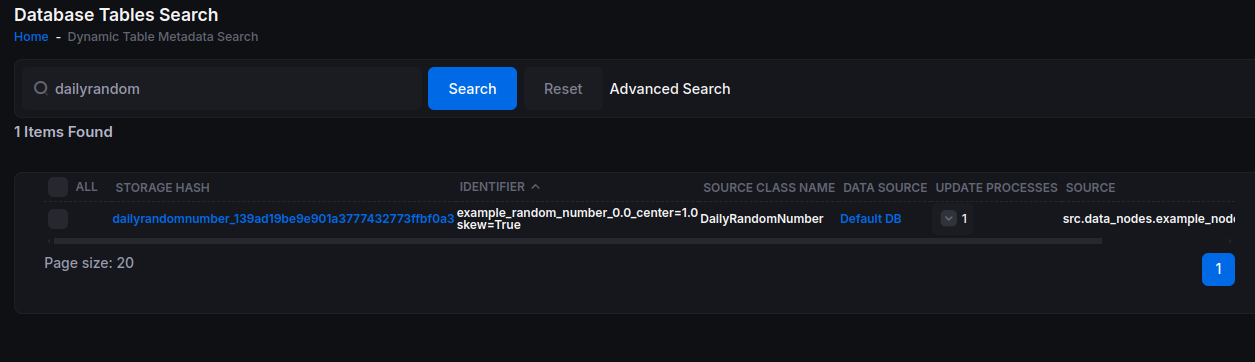 Database Tables Search
Home - Dynamic Table Metadata Search
dailyrandom Search Reset Advanced Search
1 Items Found
ALL STORAGE HASH IDENTIFIER SOURCE CLASS NAME DATA SOURCE UPDATE PROCESSES SOURCE
dailyrandomnumber_139ad19be9e901a3777432773ffbf0a3 example_random_number_0.0_center=1.0 DailyRandomNumber Default DB 1 src.data_nodes.example_node
skew=True
Page size: 20
1